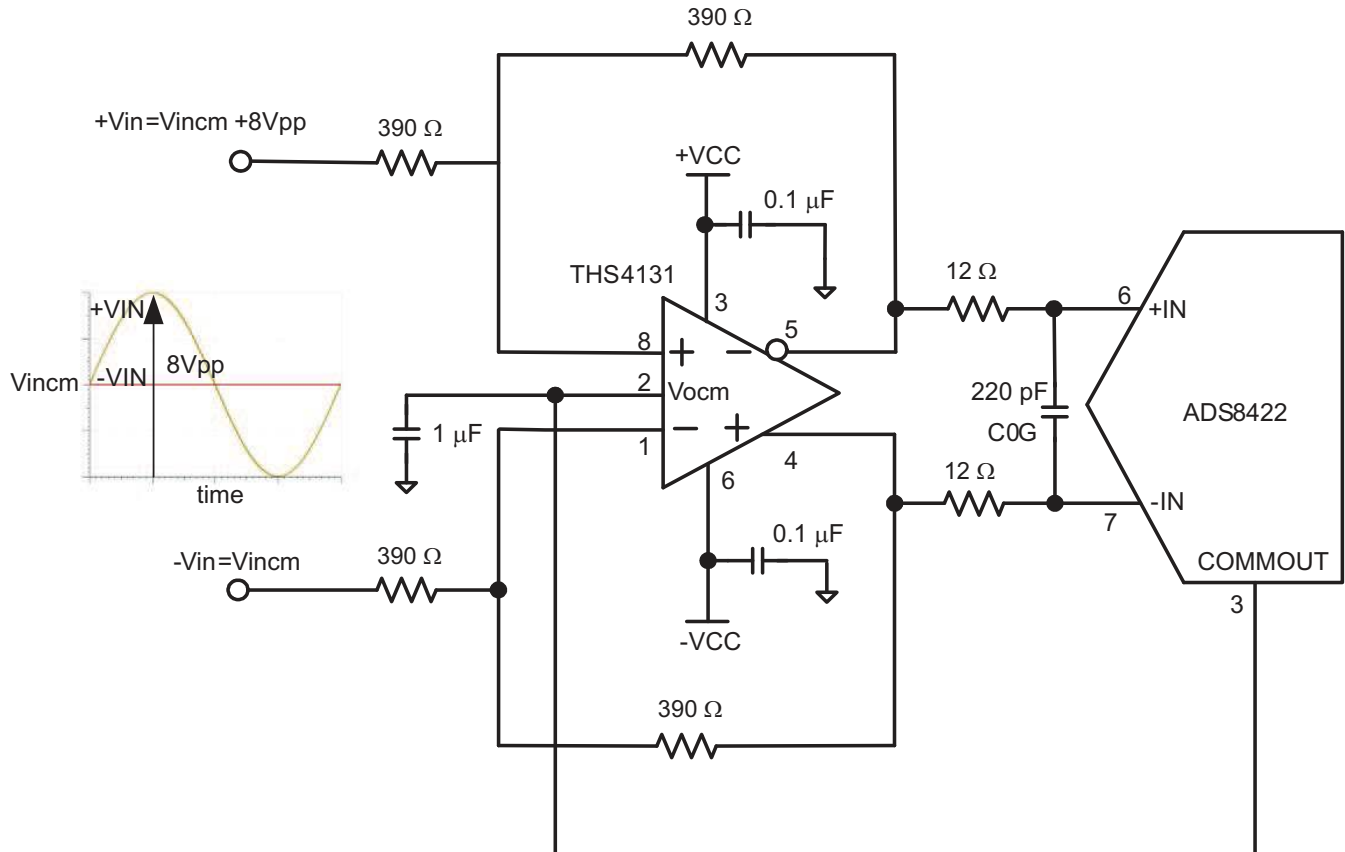 390 Ω
+Vin=Vincm +8Vpp
390 Ω
+VCC
0.1 μF
THS4131
3
12 Ω
6
+IN
5
8
+
−
+VIN
8Vpp
Vincm
-VIN
2
Vocm
220 pF
C0G
ADS8422
1 μF
1
−
+
4
12 Ω
time
6
7
-IN
0.1 μF
COMMOUT
-Vin=Vincm
390 Ω
3
-VCC
390 Ω